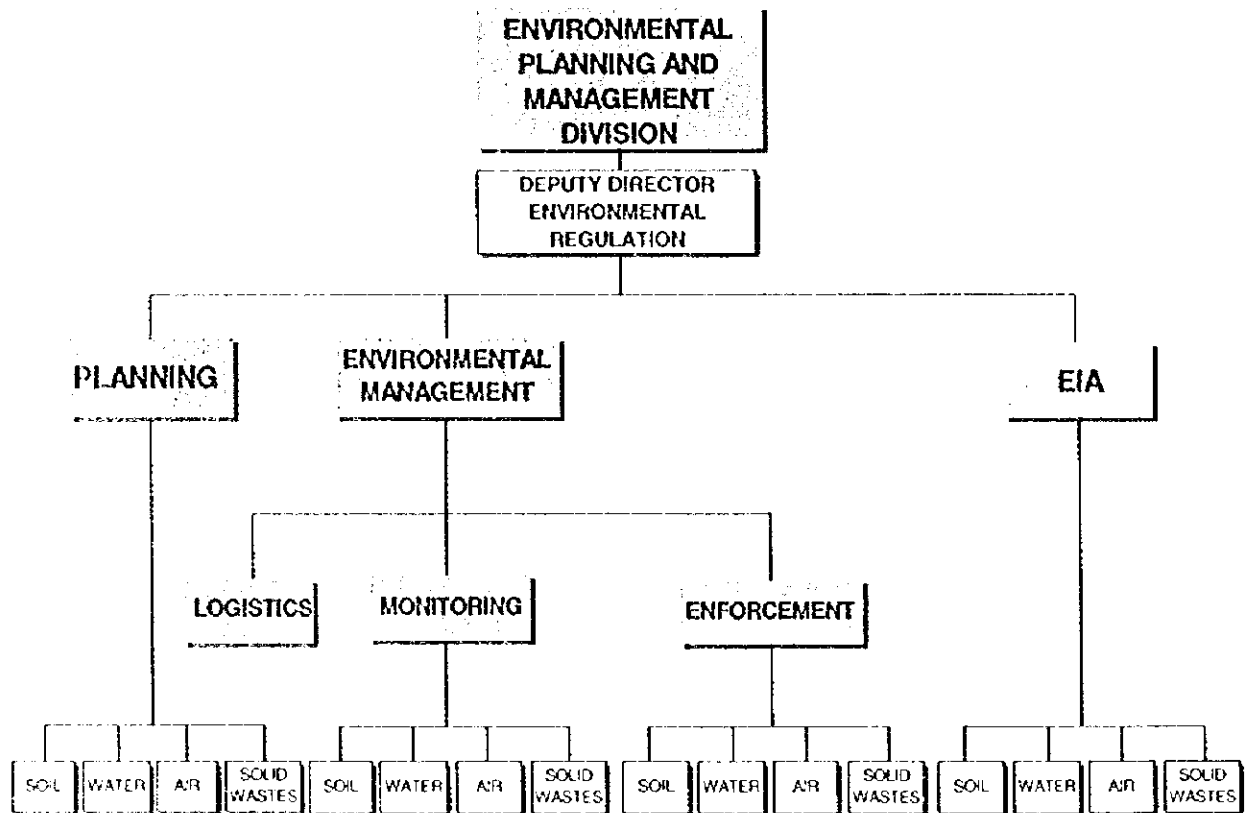 ENVIRONMENTAL
PLANNING AND
MANAGEMENT
DIVISION
DEPUTY DIRECTOR
ENVIRONMENTAL
REGULATION
PLANNING
ENVIRONMENTAL
MANAGEMENT
EIA
LOGISTICS
MONITORING
ENFORCEMENT
SOIL
WATER
AIR
SOLID
WASTES
SOIL
WATER
AIR
SOLID
WASTES
SOIL
WATER
AIR
SOLID
WASTES
SOIL
WATER
AIR
SOLID
WASTES